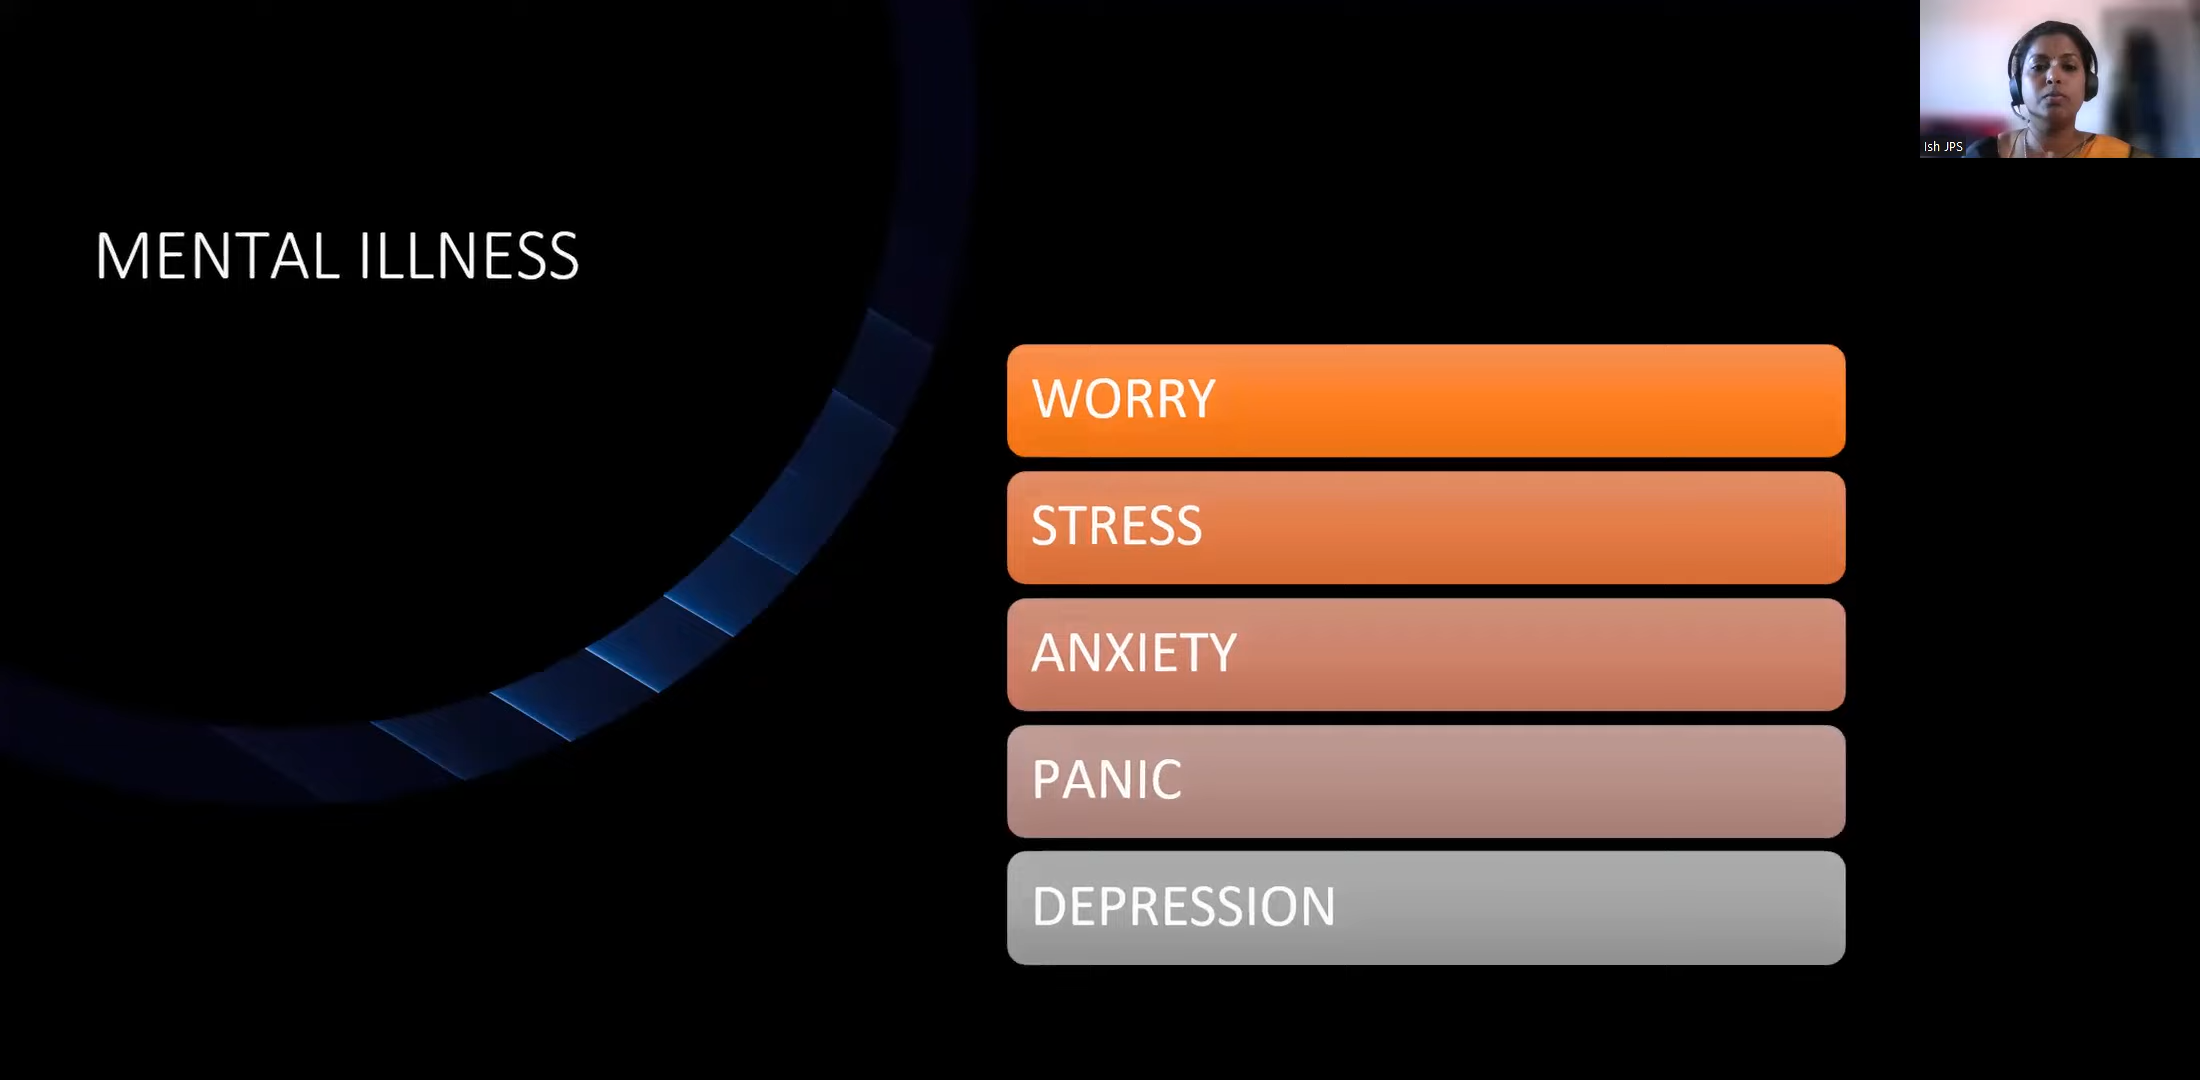 MENTAL ILLNESS
WORRY
STRESS
ANXIETY
PANIC
DEPRESSION
Ish JPS